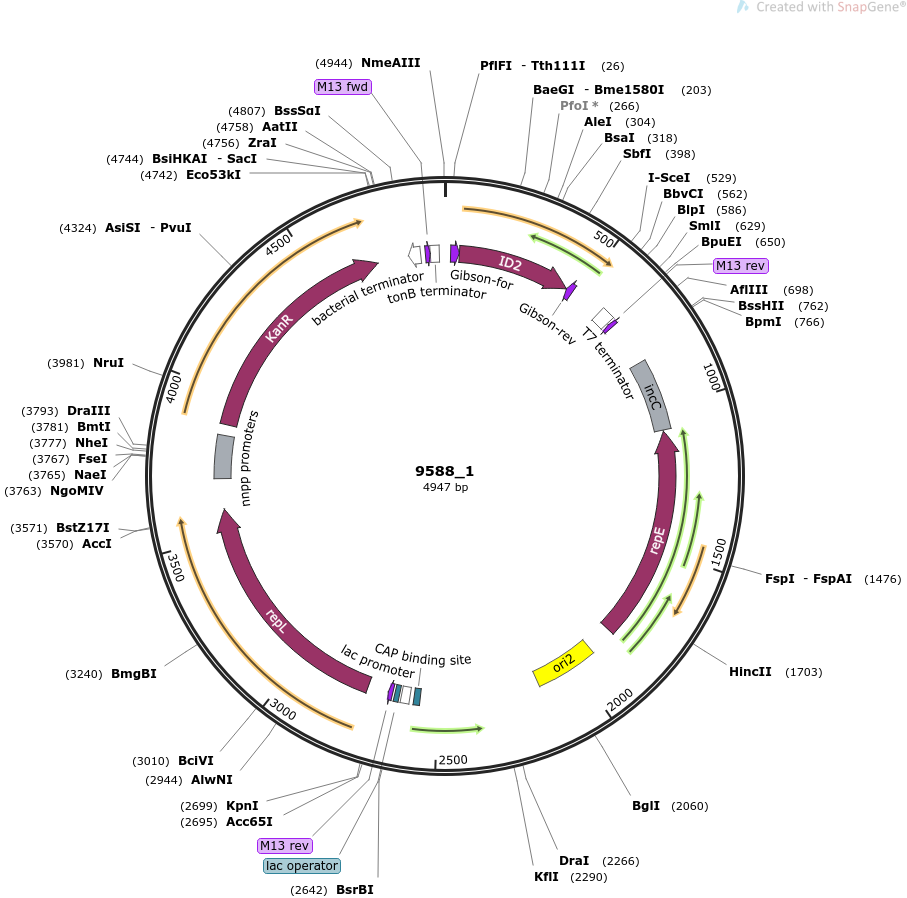 Created with SnapGene®
(4944) NmeAIII
PflFI - Tth111I (26)
M13 fwd
BaeGI - Bme1580I (203)
PfoI * (266)
(4807) BssSαI
AleI (304)
(4758) AatII
BsaI (318)
(4756) ZraI
SbfI (398)
(4744) BsiHKAI - SacI
(4742) Eco53kI
I-SceI (529)
BbvCI (562)
BlpI (586)
(4324) AsiSI - PvuI
SmlI (629)
BpuEI (650)
4500
500
M13 rev
ID2
Gibson-for
bacterial terminator
tonB terminator
AflIII (698)
BssHII (762)
BpmI (766)
Gibson-rev
KanR
T7 terminator
(3981) NruI
4000
1000
incC
(3793) DraIII
(3781) BmtI
(3777) NheI
(3767) FseI
(3765) NaeI
(3763) NgoMIV
nnpp promoters
9588_1
4947 bp
(3571) BstZ17I
(3570) AccI
repE
3500
1500
FspI - FspAI (1476)
repL
lac promoter
CAP binding site
ori2
(3240) BmgBI
HincII (1703)
3000
2000
(3010) BciVI
2500
(2944) AlwNI
(2699) KpnI
BglI (2060)
(2695) Acc65I
M13 rev
lac operator
DraI (2266)
KflI (2290)
(2642) BsrBI